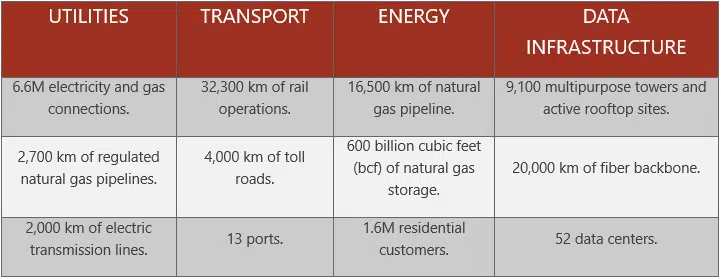 UTILITIES
TRANSPORT
ENERGY
DATA
INFRASTRUCTURE
6.6M electricity and gas
connections.
32,300 km of rail
operations.
16,500 km of natural
gas pipeline.
9,100 multipurpose towers and
active rooftop sites.
2,700 km of regulated
natural gas pipelines.
4,000 km of toll
roads.
600 billion cubic feet
(bcf) of natural gas
storage.
20,000 km of fiber backbone.
2,000 km of electric
transmission lines.
13 ports.
1.6M residential
customers.
52 data centers.